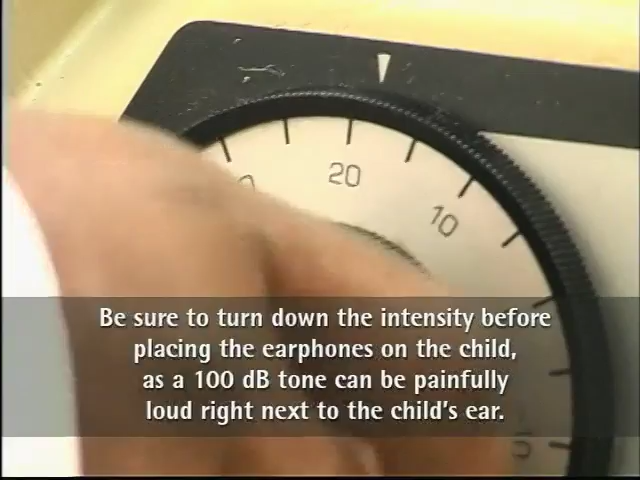 20
10
Be sure to turn down the intensity before
placing the earphones on the child,
as a 100 dB tone can be painfully
loud right next to the child's ear.